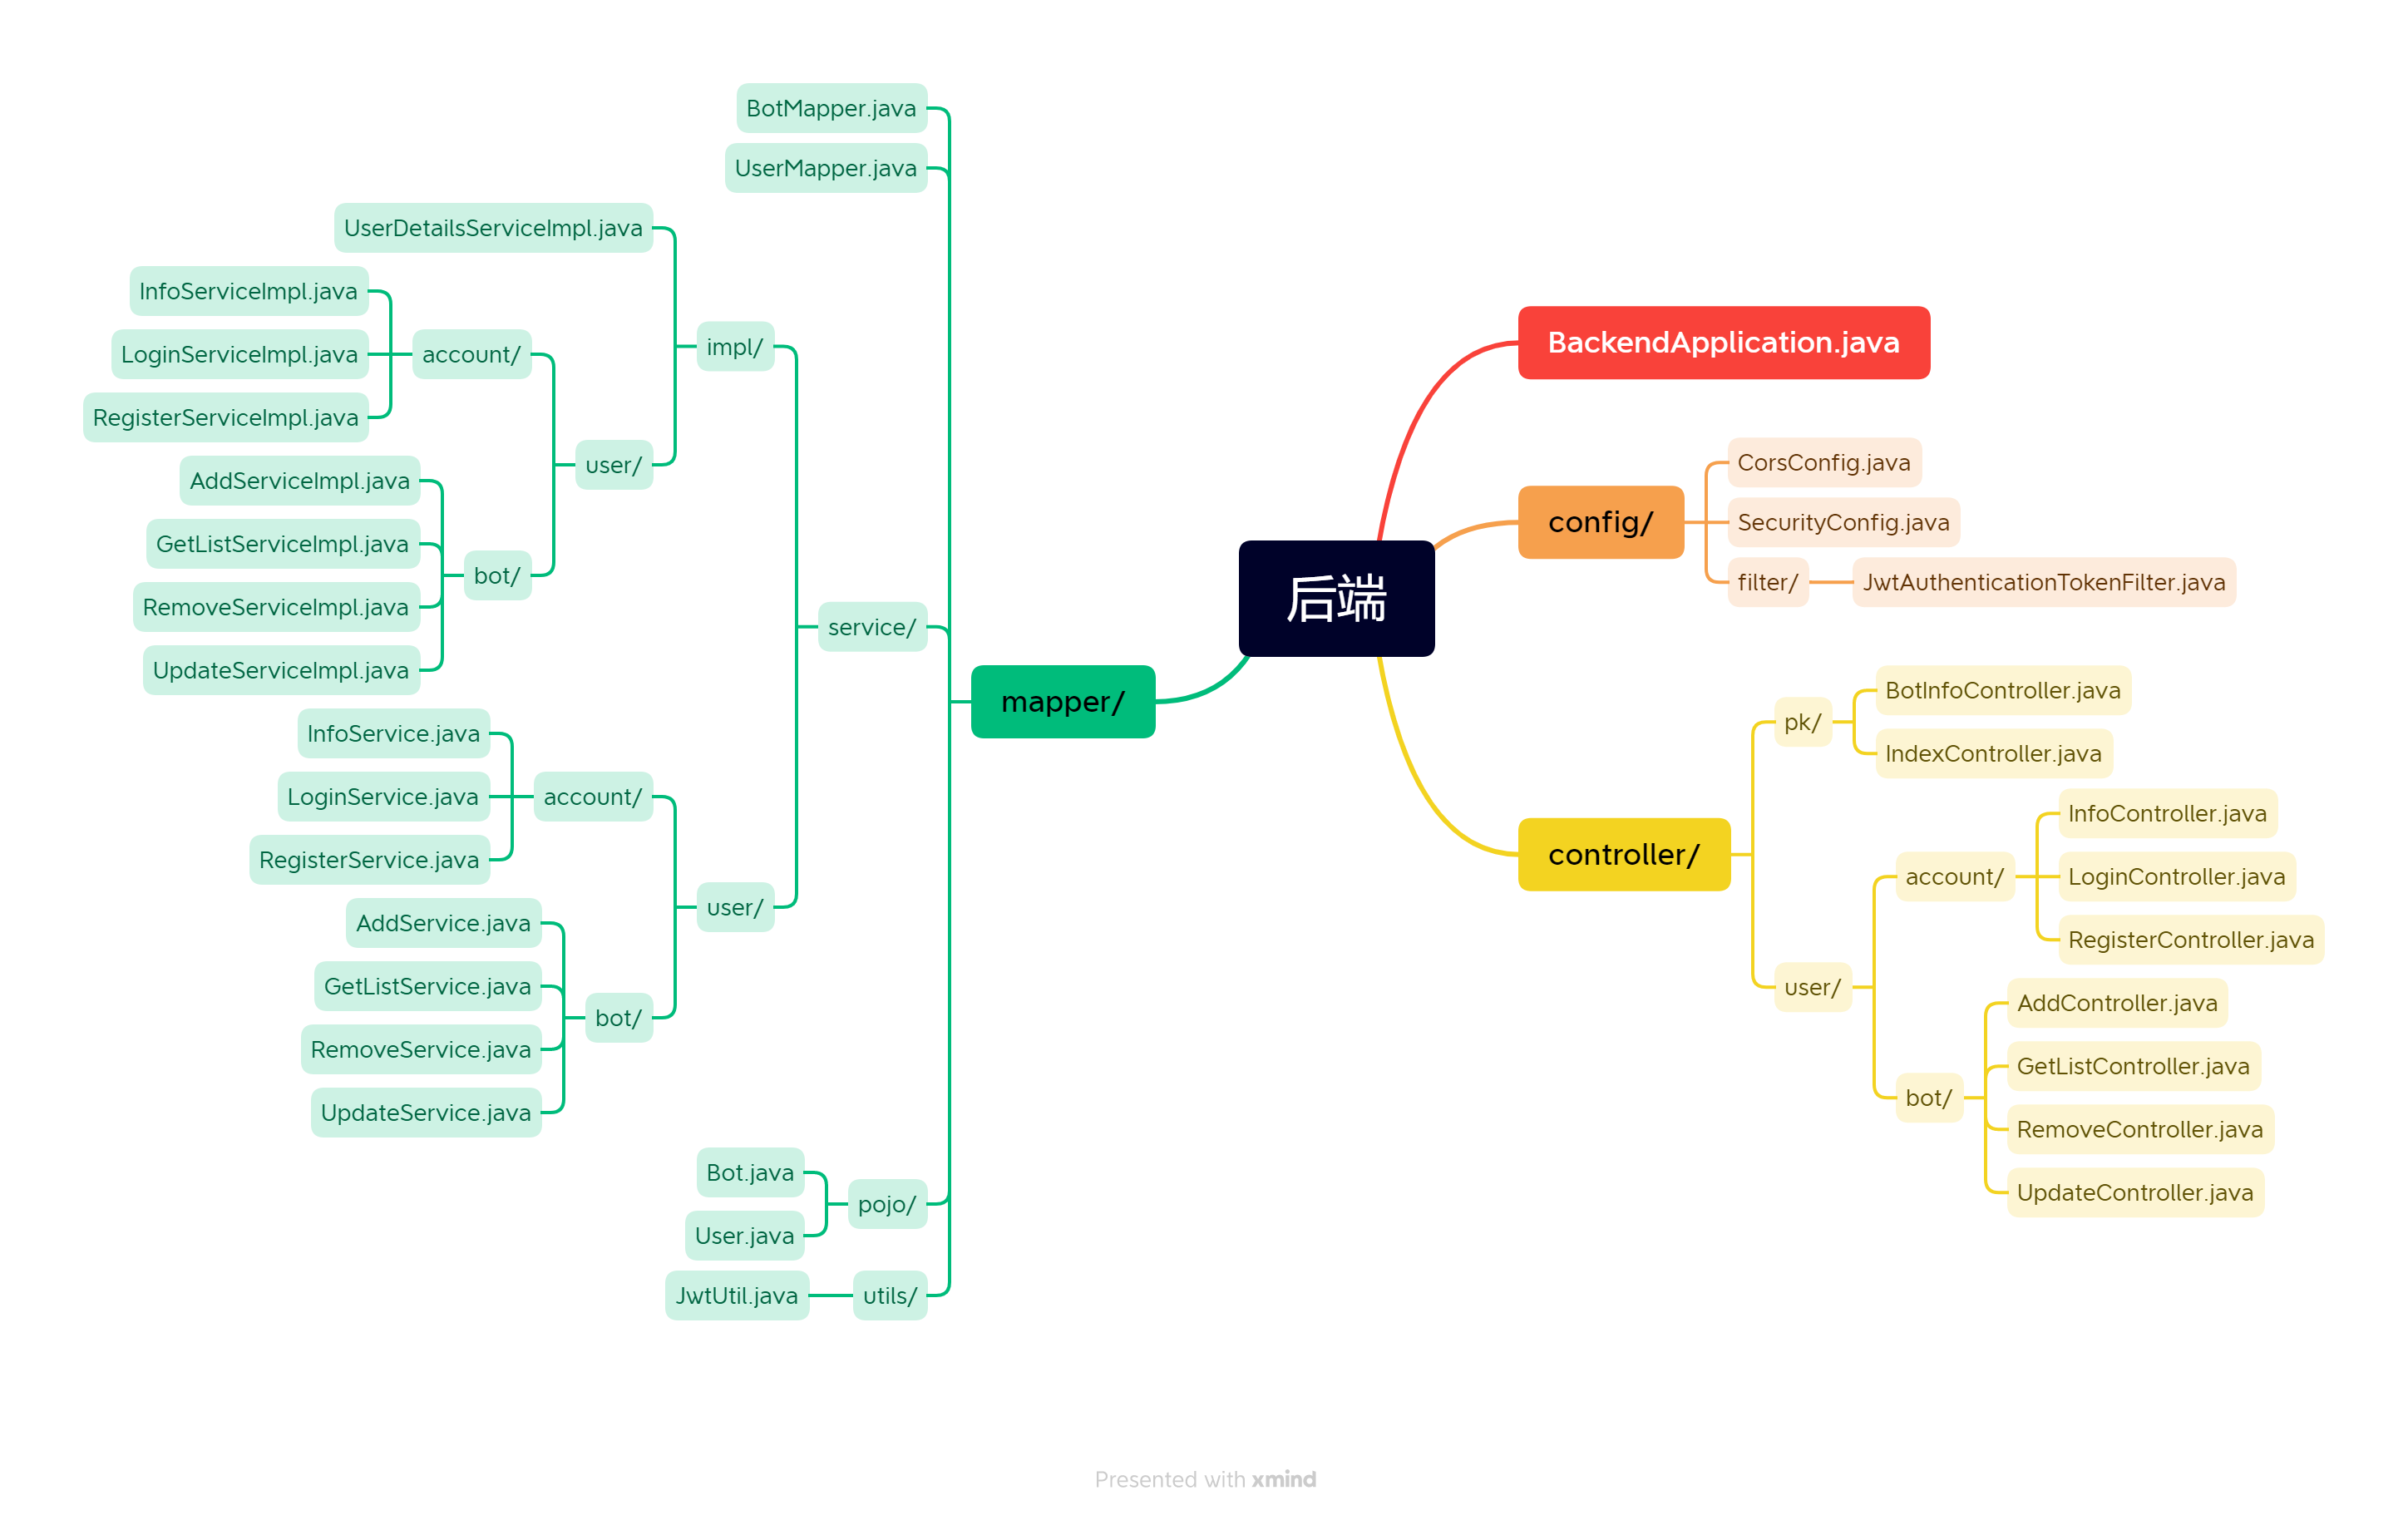 后端
BackendApplication.java
config/
CorsConfig.java
SecurityConfig.java
filter/
JwtAuthenticationTokenFilter.java
controller/
pk/
BotInfoController.java
IndexController.java
user/
account/
InfoController.java
LoginController.java
RegisterController.java
bot/
AddController.java
GetListController.java
RemoveController.java
UpdateController.java
mapper/
BotMapper.java
UserMapper.java
service/
impl/
UserDetailsServiceImpl.java
user/
account/
InfoServiceImpl.java
LoginServiceImpl.java
RegisterServiceImpl.java
bot/
AddServiceImpl.java
GetListServiceImpl.java
RemoveServiceImpl.java
UpdateServiceImpl.java
user/
account/
InfoService.java
LoginService.java
RegisterService.java
bot/
AddService.java
GetListService.java
RemoveService.java
UpdateService.java
pojo/
Bot.java
User.java
utils/
JwtUtil.java
Presented with xmind